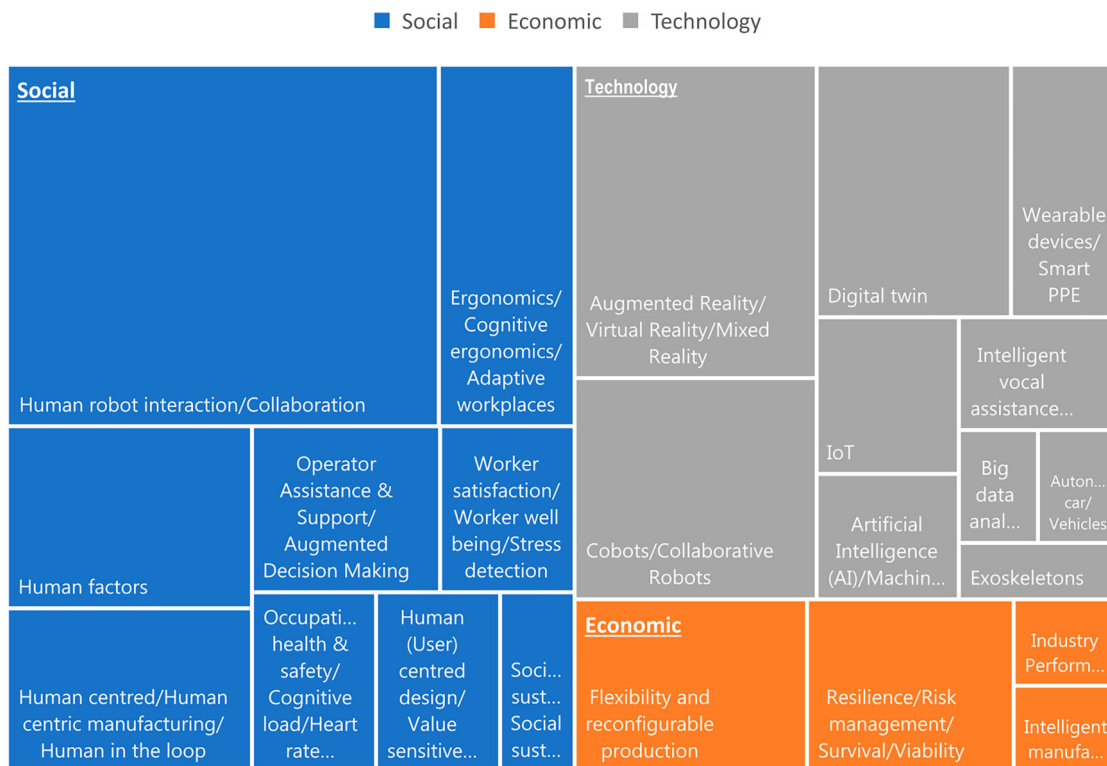 Social Economic Technology
Social
Human robot interaction/Collaboration
Ergonomics/
Cognitive
ergonomics/
Adaptive
workplaces
Human factors
Operator
Assistance &
Support/
Augmented
Decision Making
Worker
satisfaction/
Worker well
being/Stress
detection
Human centred/Human
centric manufacturing/
Human in the loop
Occupati...
health &
safety/
Cognitive
load/Heart
rate...
Human
(User)
centred
design/
Value
sensitive...
Soci...
sust...
Social
sust...
Technology
Augmented Reality/
Virtual Reality/Mixed
Reality
Digital twin
Wearable
devices/
Smart
PPE
Cobots/Collaborative
Robots
IoT
Intelligent
vocal
assistance...
Artificial
Intelligence
(AI)/Machin...
Big
data
anal...
Auton...
car/
Vehicles
Exoskeletons
Economic
Flexibility and
reconfigurable
production
Resilience/Risk
management/
Survival/Viability
Industry
Perform...
Intelligent
manufa...